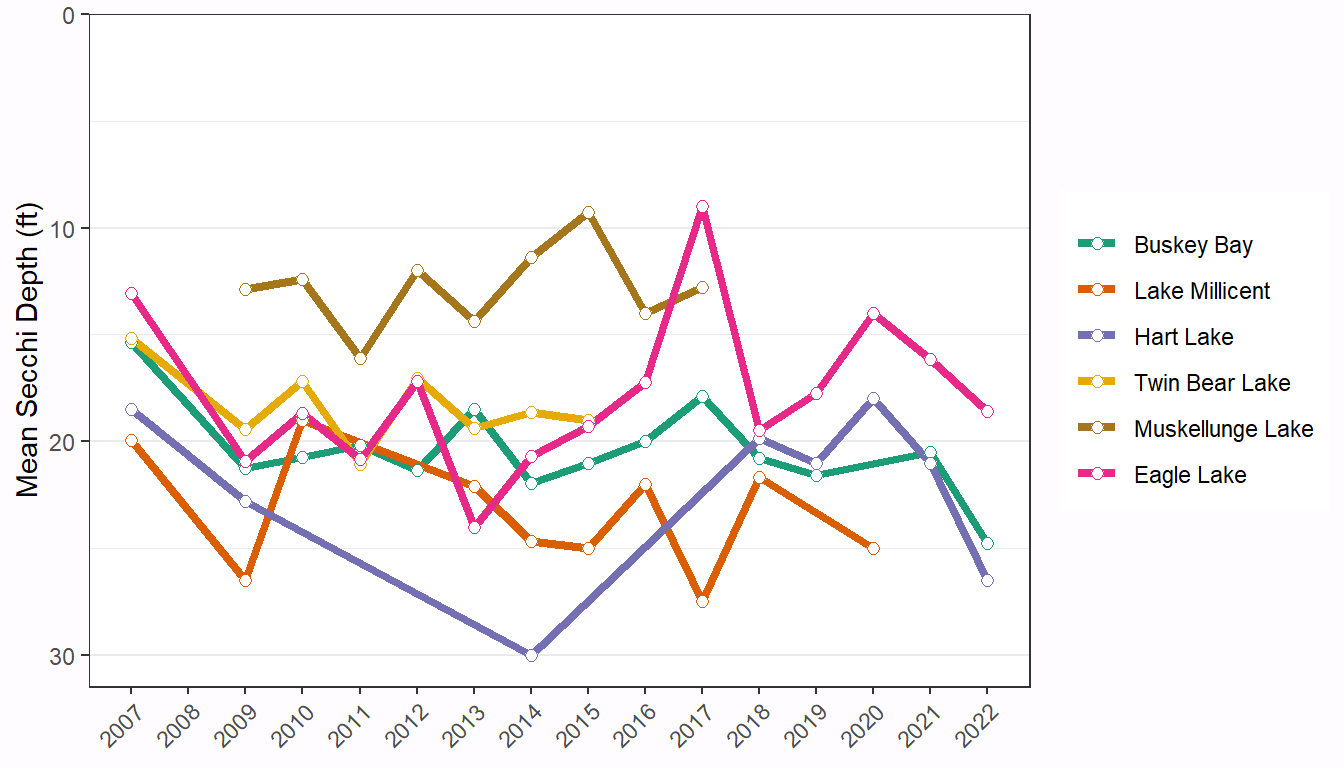 Mean Secchi Depth (ft)
0
10
20
30
2007
2008
2009
2010
2011
2012
2013
2014
2015
2016
2017
2018
2019
2020
2021
2022
Buskey Bay
Lake Millicent
Hart Lake
Twin Bear Lake
Muskellunge Lake
Eagle Lake